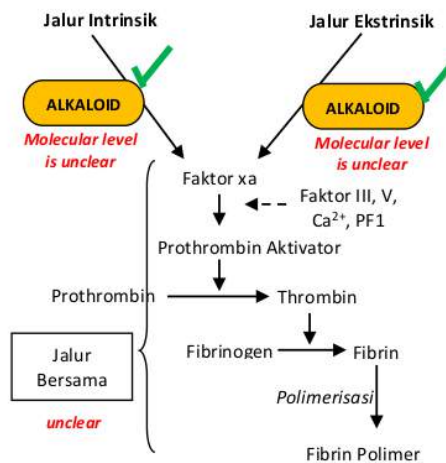 Jalur Intrinsik
Jalur Ekstrinsik
ALKALOID
ALKALOID
Molecular level
is unclear
Molecular level
is unclear
Faktor xa
Faktor III, V,
Ca²⁺, PF1
Prothrombin Aktivator
Prothrombin
Thrombin
Jalur
Bersama
Fibrinogen
Fibrin
unclear
Polimerisasi
Fibrin Polimer